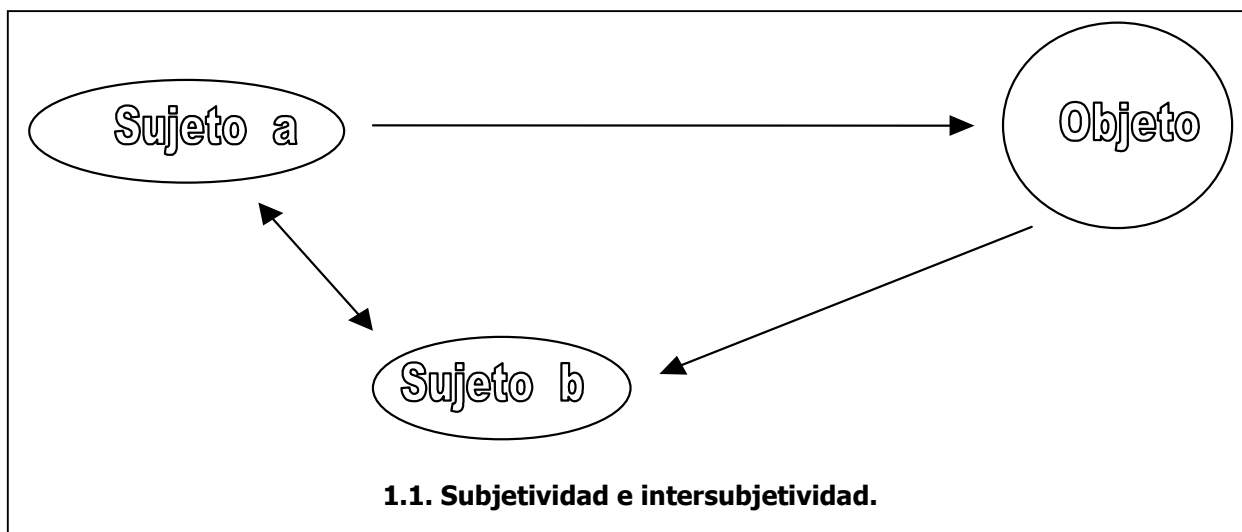 Sujeto a
Objeto
Sujeto b
1.1. Subjetividad e intersubjetividad.